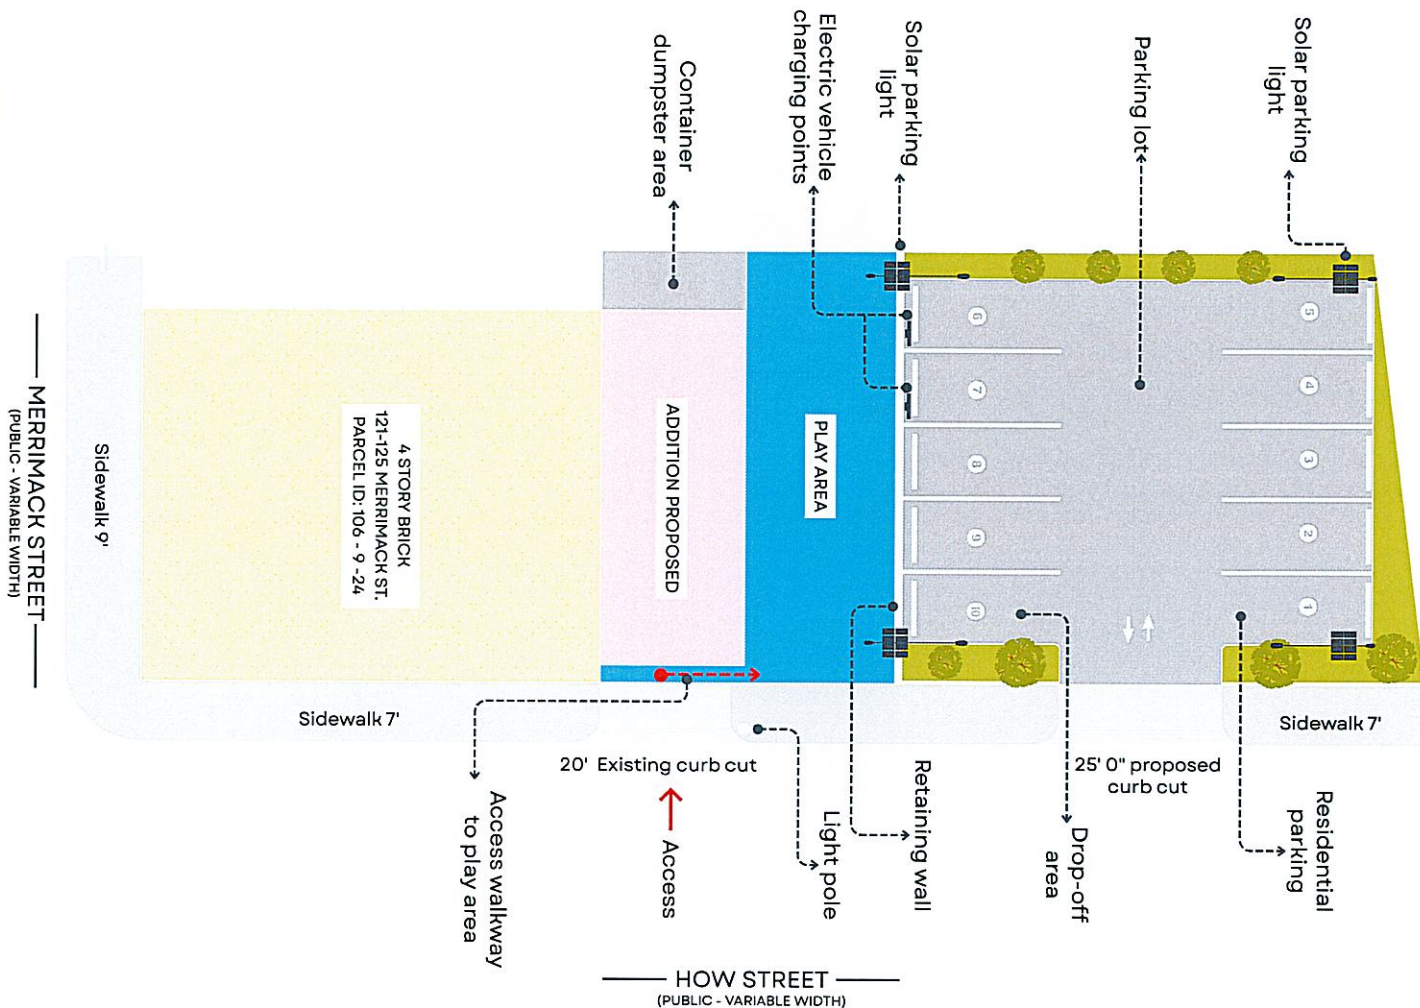 Container
dumpster area
Electric vehicle
charging points
Solar parking
light
Parking lot
Solar parking
light
MERRIMACK STREET
(PUBLIC - VARIABLE WIDTH)
Sidewalk 9'
4 STORY BRICK
121-125 MERRIMACK ST.
PARCEL ID: 106 - 9 -24
ADDITION PROPOSED
PLAY AREA
6
7
8
9
10
5
4
3
2
1
Sidewalk 7'
Sidewalk 7'
20' Existing curb cut
25' 0" proposed
curb cut
Access walkway
to play area
Access
Light pole
Retaining wall
Drop-off
area
Residential
parking
HOW STREET
(PUBLIC - VARIABLE WIDTH)